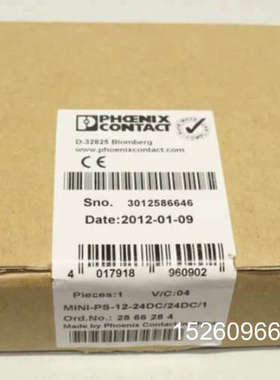 PHŒNIX
CONTACT
D-32825 Blomberg
www.phoenixcontact.com
CE
Sno. 3012586646
Date:2012-01-09
4 017918 960902
Pieces:1 V/C:04
MINI-PS-12-24DC/24DC/1
Ord.No.: 28 66 28 4
Made by Phoenix Contact
15260966